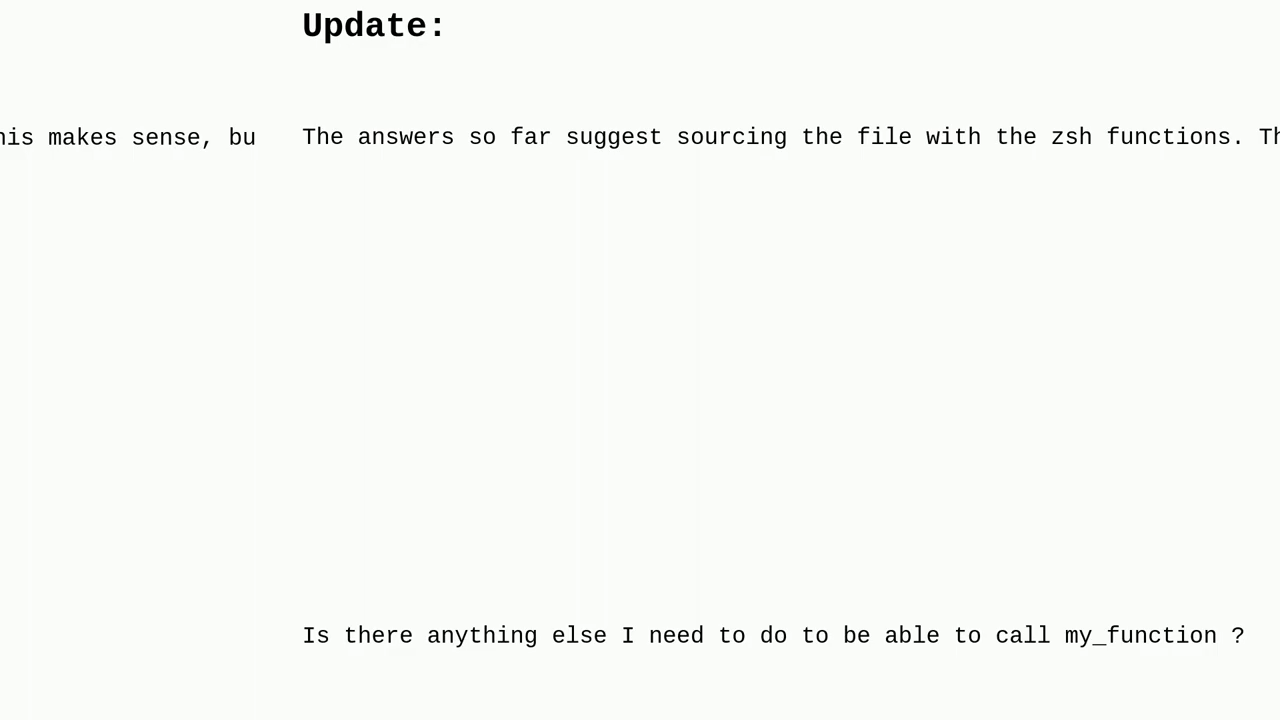 Update:
his makes sense, bu
The answers so far suggest sourcing the file with the zsh functions. Th
Is there anything else I need to do to be able to call my_function ?